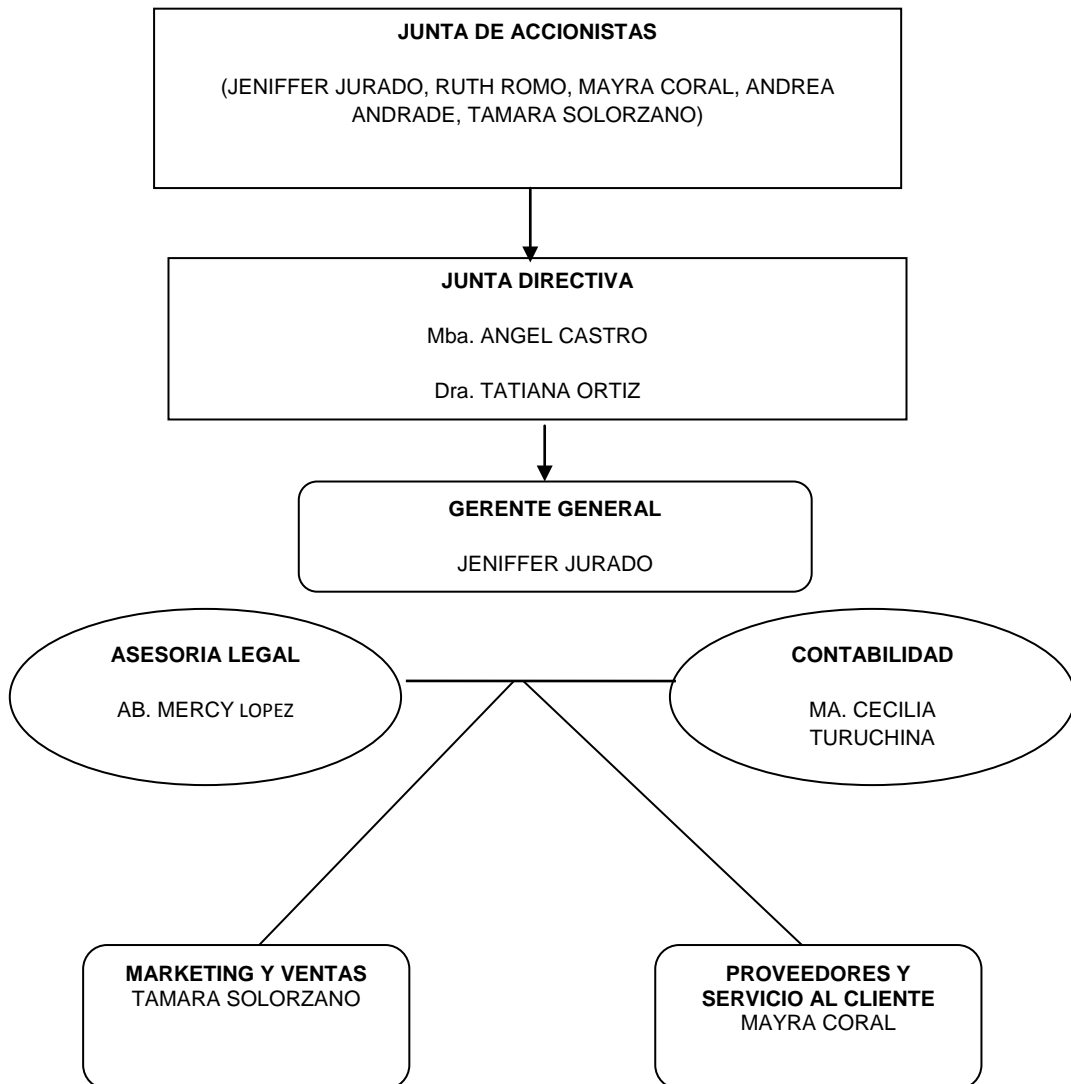 JUNTA DE ACCIONISTAS
(JENIFFER JURADO, RUTH ROMO, MAYRA CORAL, ANDREA
ANDRADE, TAMARA SOLORZANO)
JUNTA DIRECTIVA
Mba. ANGEL CASTRO
Dra. TATIANA ORTIZ
GERENTE GENERAL
JENIFFER JURADO
ASESORIA LEGAL
AB. MERCY LOPEZ
CONTABILIDAD
MA. CECILIA
TURUCHINA
MARKETING Y VENTAS
TAMARA SOLORZANO
PROVEEDORES Y
SERVICIO AL CLIENTE
MAYRA CORAL